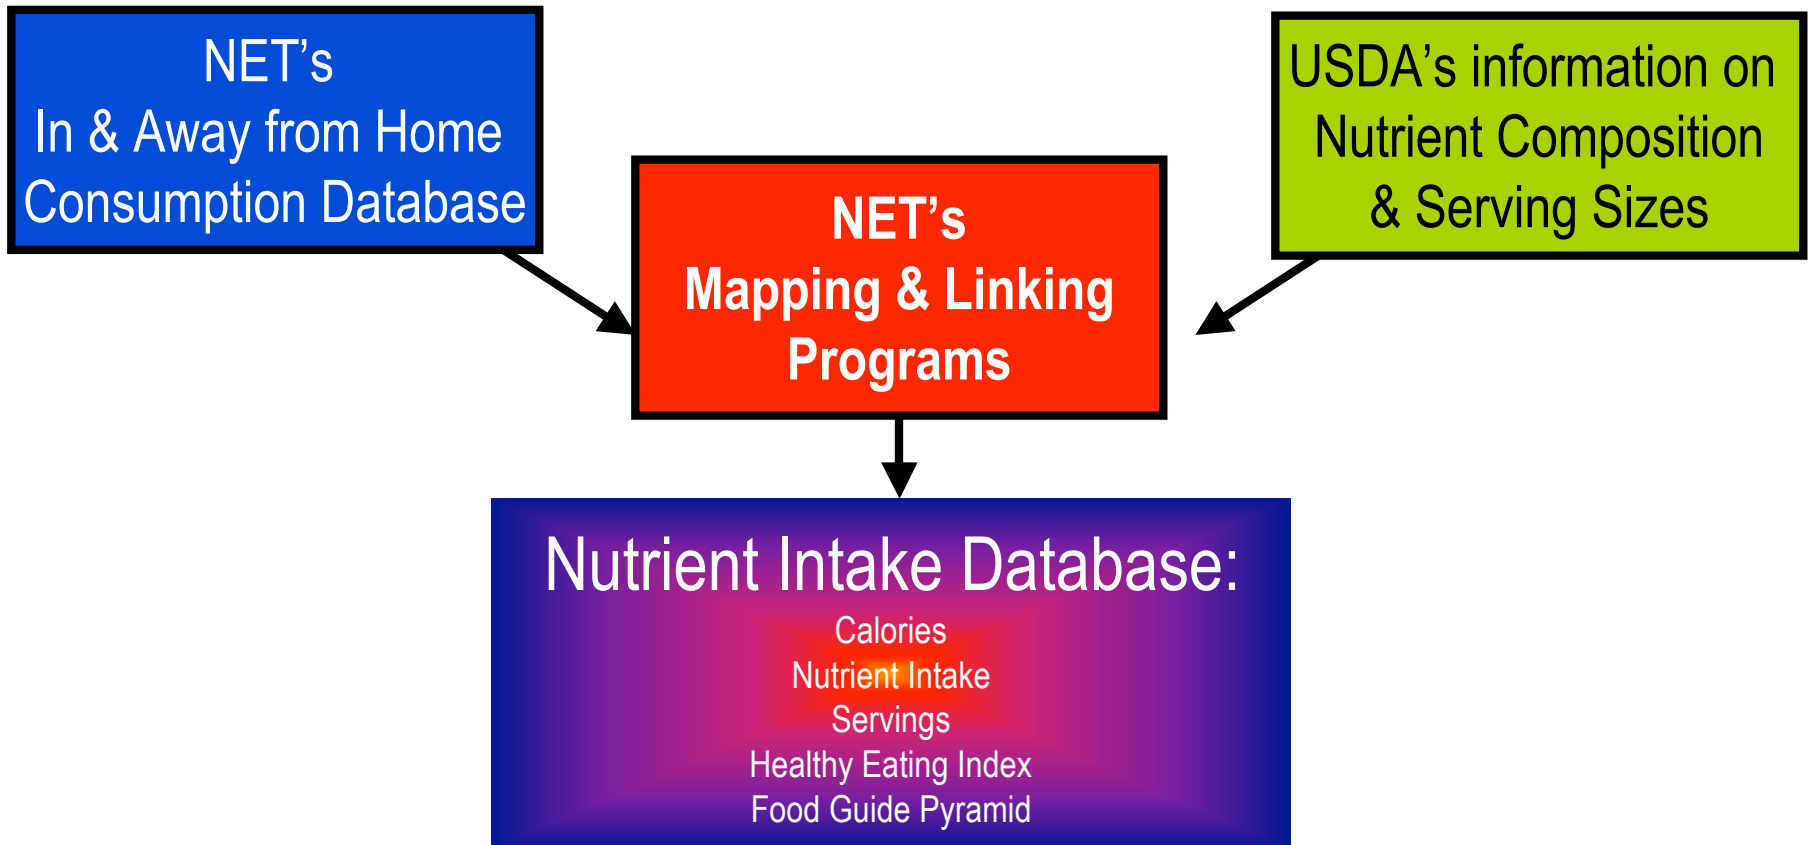 NET’s
In & Away from Home
Consumption Database
USDA’s information on
Nutrient Composition
& Serving Sizes
NET’s
Mapping & Linking
Programs
Nutrient Intake Database:
Calories
Nutrient Intake
Servings
Healthy Eating Index
Food Guide Pyramid